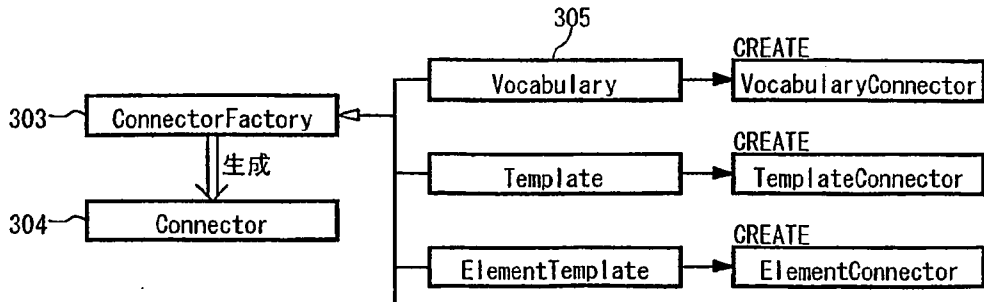 305
CREATE
Vocabulary
VocabularyConnector
303
ConnectorFactory
生成
CREATE
Template
TemplateConnector
304
Connector
CREATE
ElementTemplate
ElementConnector